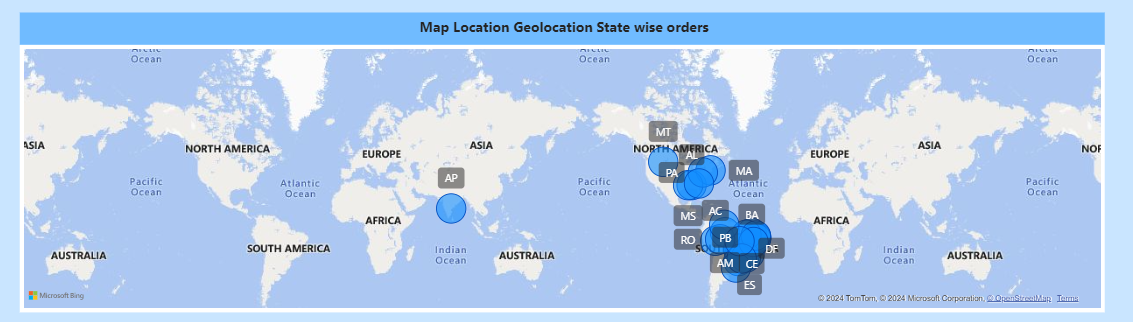 Map Location Geolocation State wise orders
Arctic
Ocean
Arctic
Ocean
Arctic
Ocean
MT
ASIA
NORTH AMERICA
EUROPE
ASIA
NORTH AMERICA
AL
EUROPE
ASIA
NOR
PA
MA
AP
Pacific
Ocean
Atlantic
Ocean
Pacific
Ocean
Atlantic
Ocean
Pacific
Ocean
MS
AC
BA
AFRICA
AFRICA
RO
PB
SO
DF
SOUTH AMERICA
AUSTRALIA
Indian
Ocean
AUSTRALIA
AM
CE
Indian
Ocean
AUSTRALIA
ES
Microsoft Bing
© 2024 TomTom, © 2024 Microsoft Corporation, © OpenStreetMap Terms